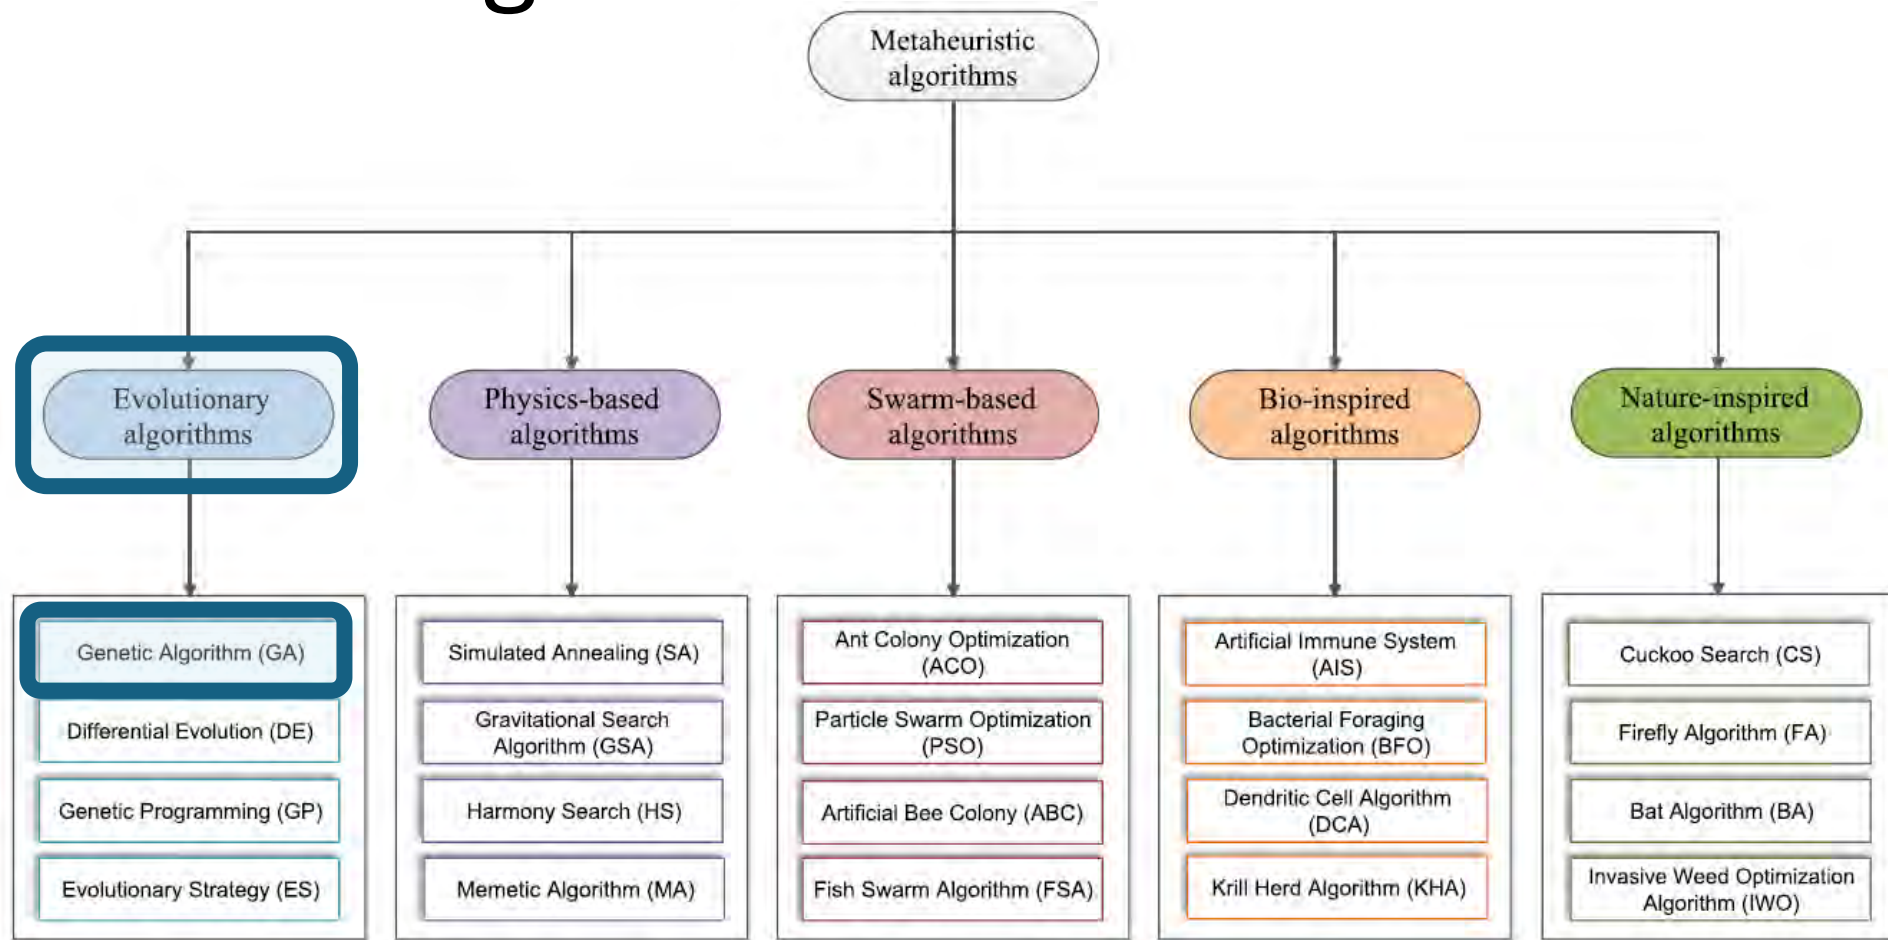 g
Metaheuristic
algorithms
Evolutionary
algorithms
Physics-based
algorithms
Swarm-based
algorithms
Bio-inspired
algorithms
Nature-inspired
algorithms
Genetic Algorithm (GA)
Differential Evolution (DE)
Genetic Programming (GP)
Evolutionary Strategy (ES)
Simulated Annealing (SA)
Gravitational Search
Algorithm (GSA)
Harmony Search (HS)
Memetic Algorithm (MA)
Ant Colony Optimization
(ACO)
Particle Swarm Optimization
(PSO)
Artificial Bee Colony (ABC)
Fish Swarm Algorithm (FSA)
Artificial Immune System
(AIS)
Bacterial Foraging
Optimization (BFO)
Dendritic Cell Algorithm
(DCA)
Krill Herd Algorithm (KHA)
Cuckoo Search (CS)
Firefly Algorithm (FA)
Bat Algorithm (BA)
Invasive Weed Optimization
Algorithm (IWO)